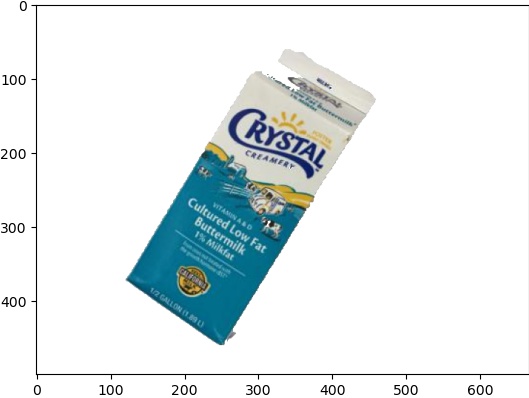 CRYSTAL
CREAMERY
VITAMIN A & D
Cultured Low Fat
Buttermilk
1% Milkfat
CALIFORNIA
1/2 GALLON (1.89 L)
0
100
200
300
400
0
100
200
300
400
500
600